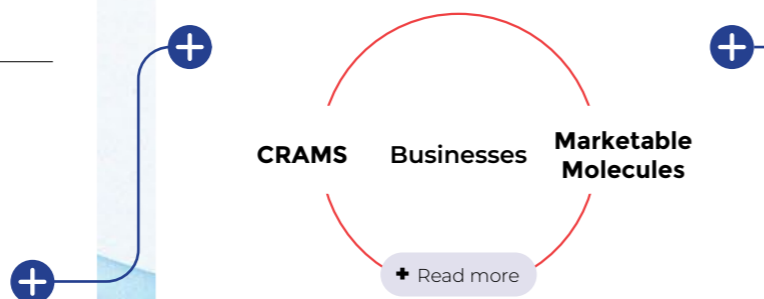 CRAMS
Businesses
Marketable
Molecules
Read more